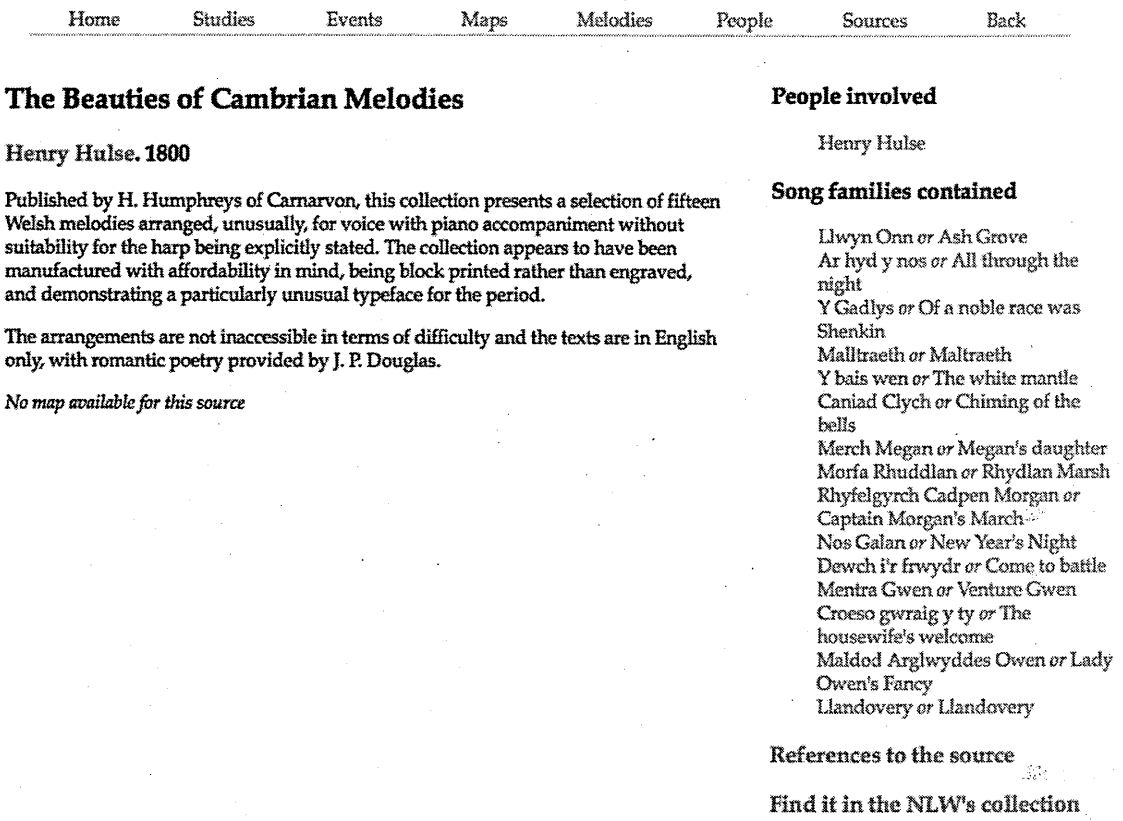 Home Studies Events Maps Melodies People Sources Back
The Beauties of Cambrian Melodies
Henry Hulse. 1800
Published by H. Humphreys of Carnarvon, this collection presents a selection of fifteen
Welsh melodies arranged, unusually, for voice with piano accompaniment without
suitability for the harp being explicitly stated. The collection appears to have been
manufactured with affordability in mind, being block printed rather than engraved,
and demonstrating a particularly unusual typeface for the period.
The arrangements are not inaccessible in terms of difficulty and the texts are in English
only, with romantic poetry provided by J. P. Douglas.
No map available for this source
People involved
Henry Hulse
Song families contained
Llwyn Onn or Ash Grove
Ar hyd y nos or All through the
night
Y Gadlys or Of a noble race was
Shenkin
Malltraeth or Maltraeth
Y bais wen or The white mantle
Caniad Clych or Chiming of the
bells
Merch Megan or Megan's daughter
Morfa Rhuddlan or Rhydlan Marsh
Rhyfelgyrch Cadpen Morgan or
Captain Morgan's March
Nos Galan or New Year's Night
Dewch i'r frwydr or Come to battle
Mentra Gwen or Venture Gwen
Croeso gwraig y ty or The
housewife's welcome
Maldod Arglwyddes Owen or Lady
Owen's Fancy
Llandovery or Llandovery
References to the source
Find it in the NLW's collection